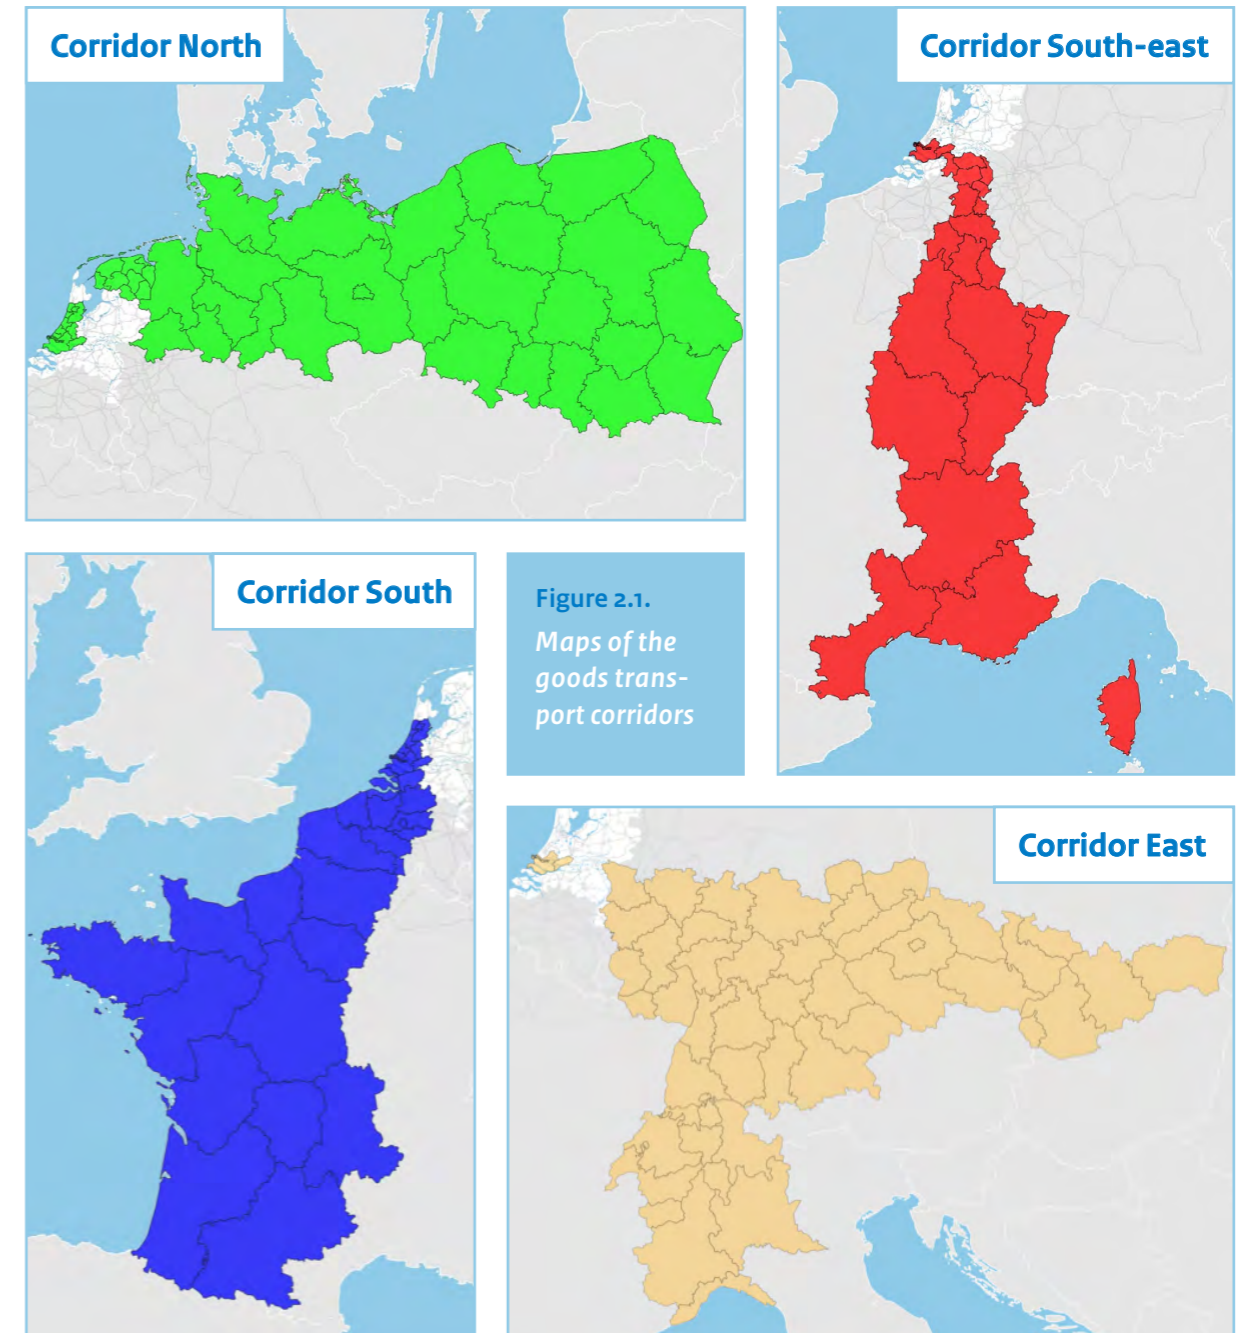 Corridor North
Corridor South-east
Corridor South
Figure 2.1.
Maps of the
goods trans-
port corridors
Corridor East